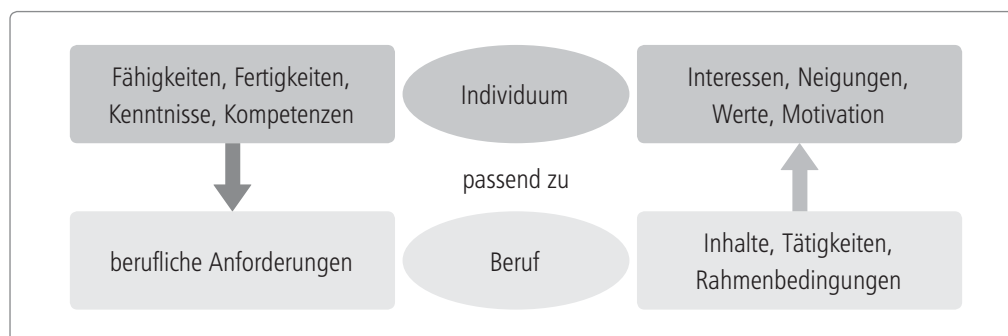 Fähigkeiten, Fertigkeiten,
Kenntnisse, Kompetenzen
Individuum
Interessen, Neigungen,
Werte, Motivation
passend zu
berufliche Anforderungen
Beruf
Inhalte, Tätigkeiten,
Rahmenbedingungen